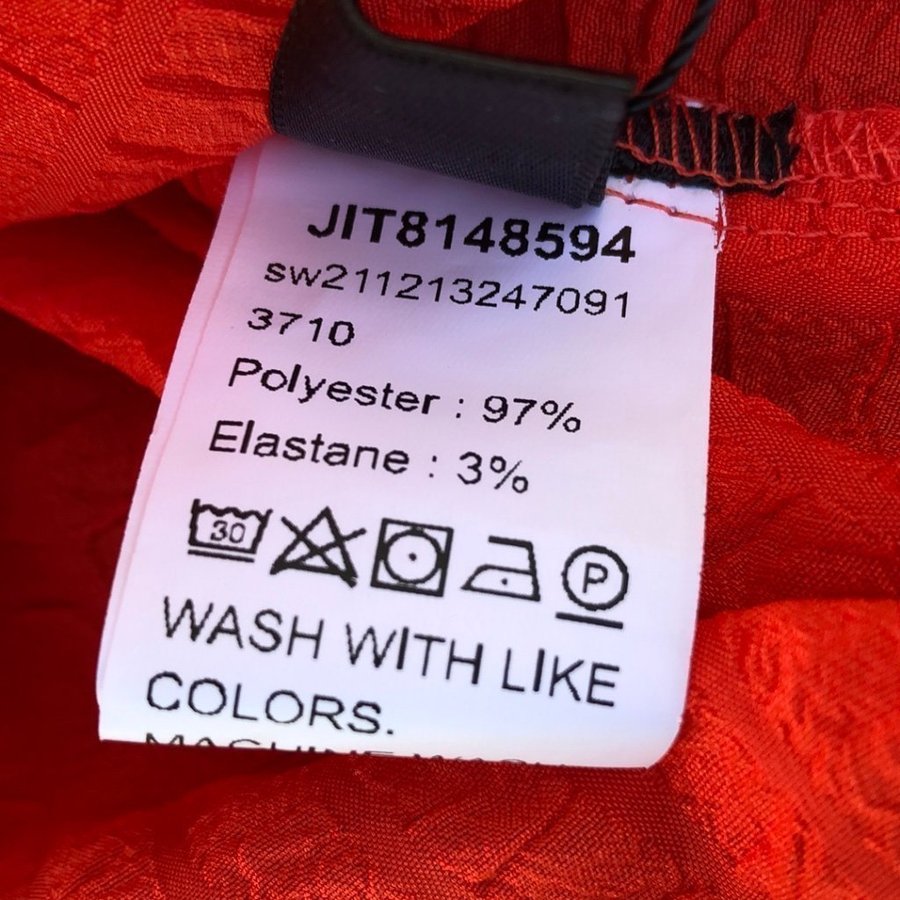 JIT8148594
sw211213247091
3710
Polyester : 97%
Elastane : 3%
30 P
WASH WITH LIKE
COLORS.